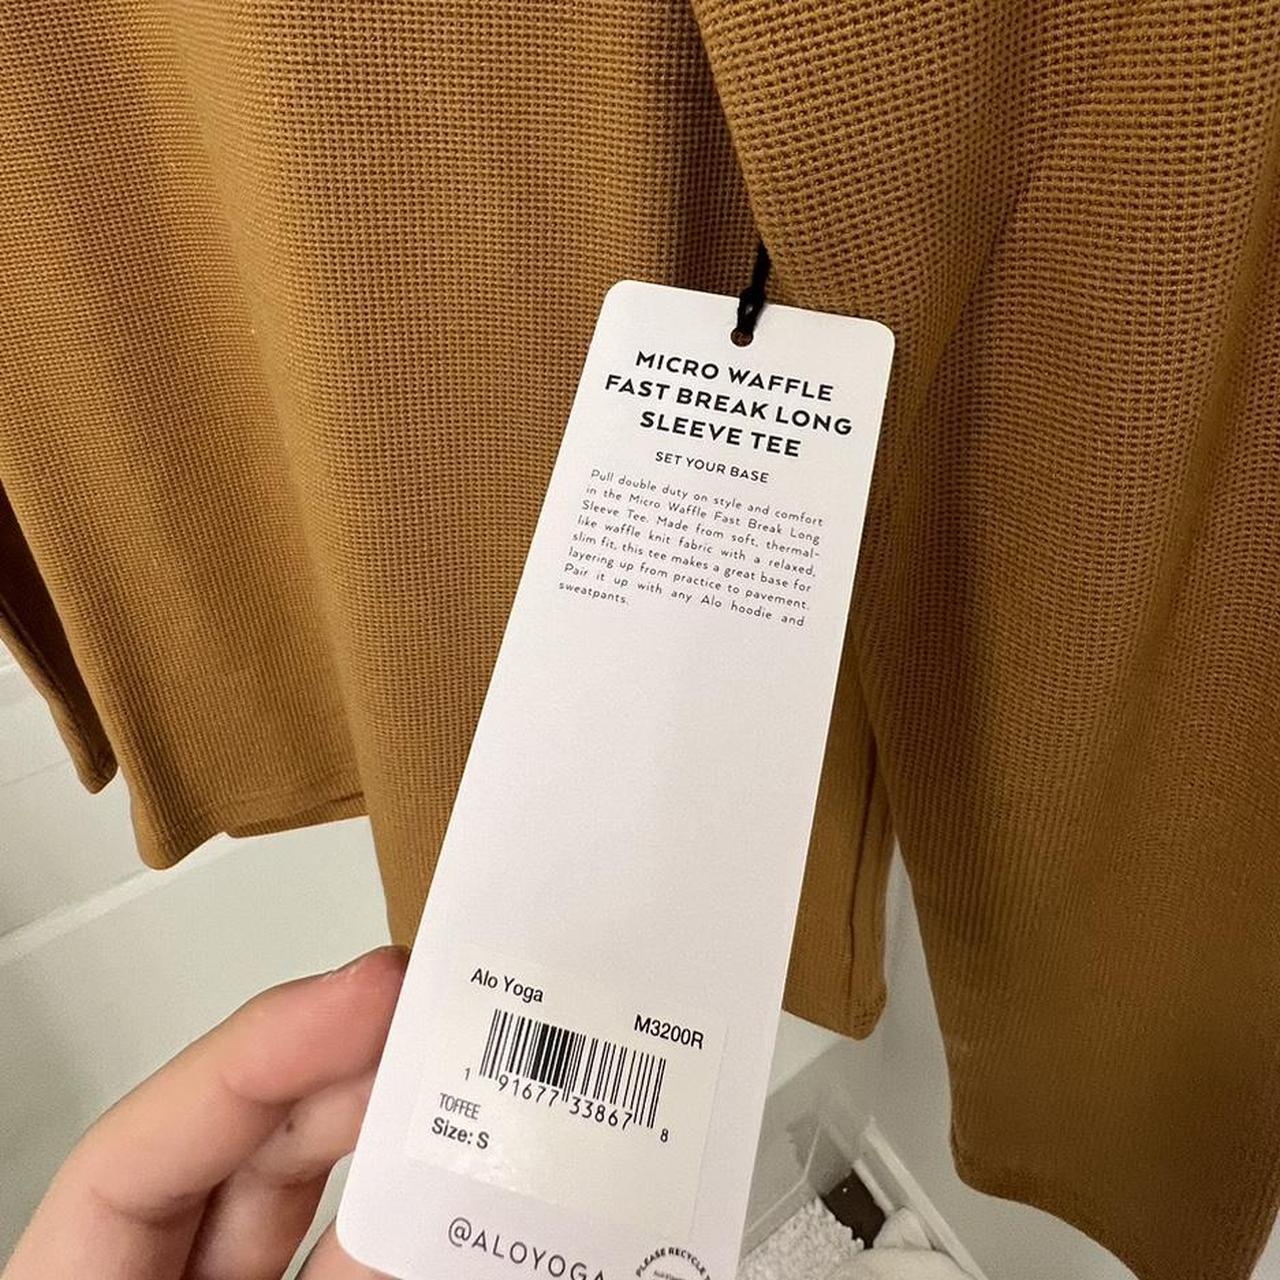 MICRO WAFFLE
FAST BREAK LONG
SLEEVE TEE
SET YOUR BASE
Pull double duty on style and comfort
in the Micro Waffle Fast Break Long
Sleeve Tee. Made from soft, thermal-
like waffle knit fabric with a relaxed,
slim fit, this tee makes a great base for
layering up from practice to pavement.
Pair it up with any Alo hoodie and
sweatpants.
Alo Yoga
M3200R
1 91677 33867 8
TOFFEE
Size: S
@ALOYOGA
PLEASE RECYCLE